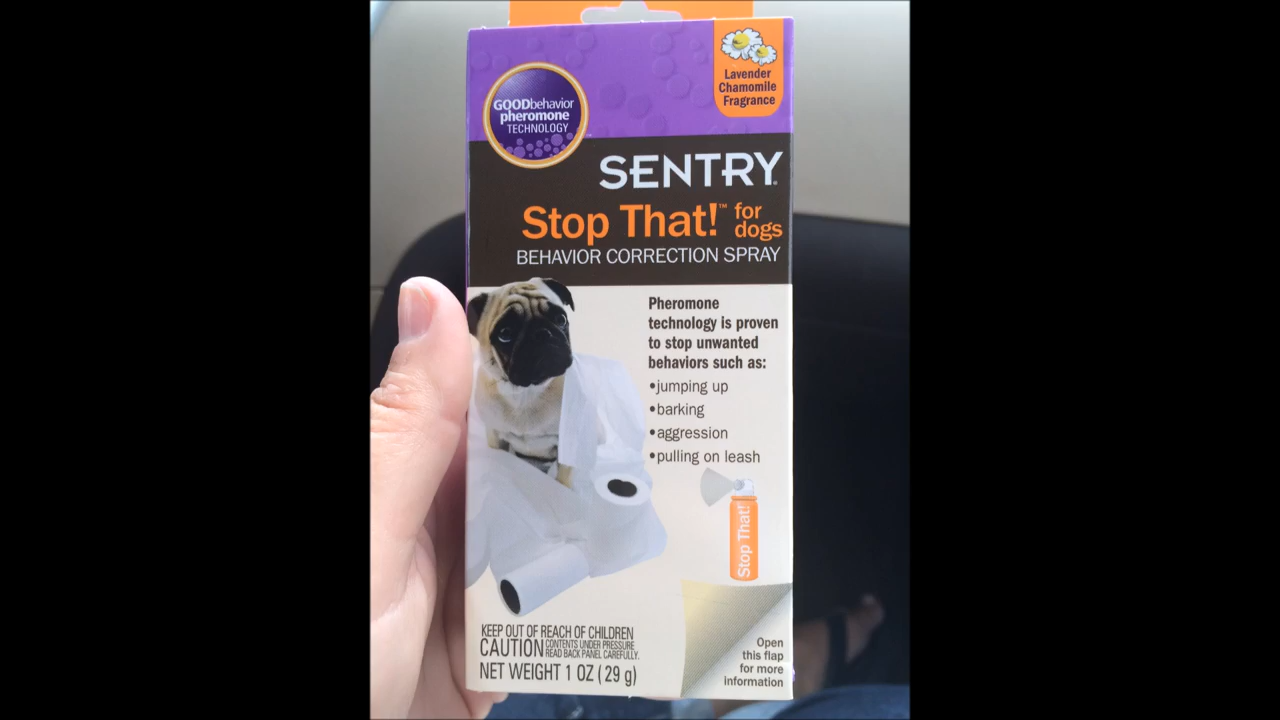 Lavender
Chamomile
Fragrance
GOODbehavior
pheromone
TECHNOLOGY
SENTRY
Stop That!™ for dogs
BEHAVIOR CORRECTION SPRAY
Pheromone
technology is proven
to stop unwanted
behaviors such as:
•jumping up
•barking
•aggression
•pulling on leash
Stop That!
KEEP OUT OF REACH OF CHILDREN
CAUTION CONTENTS UNDER PRESSURE
READ BACK PANEL CAREFULLY.
NET WEIGHT 1 OZ (29 g)
Open
this flap
for more
information